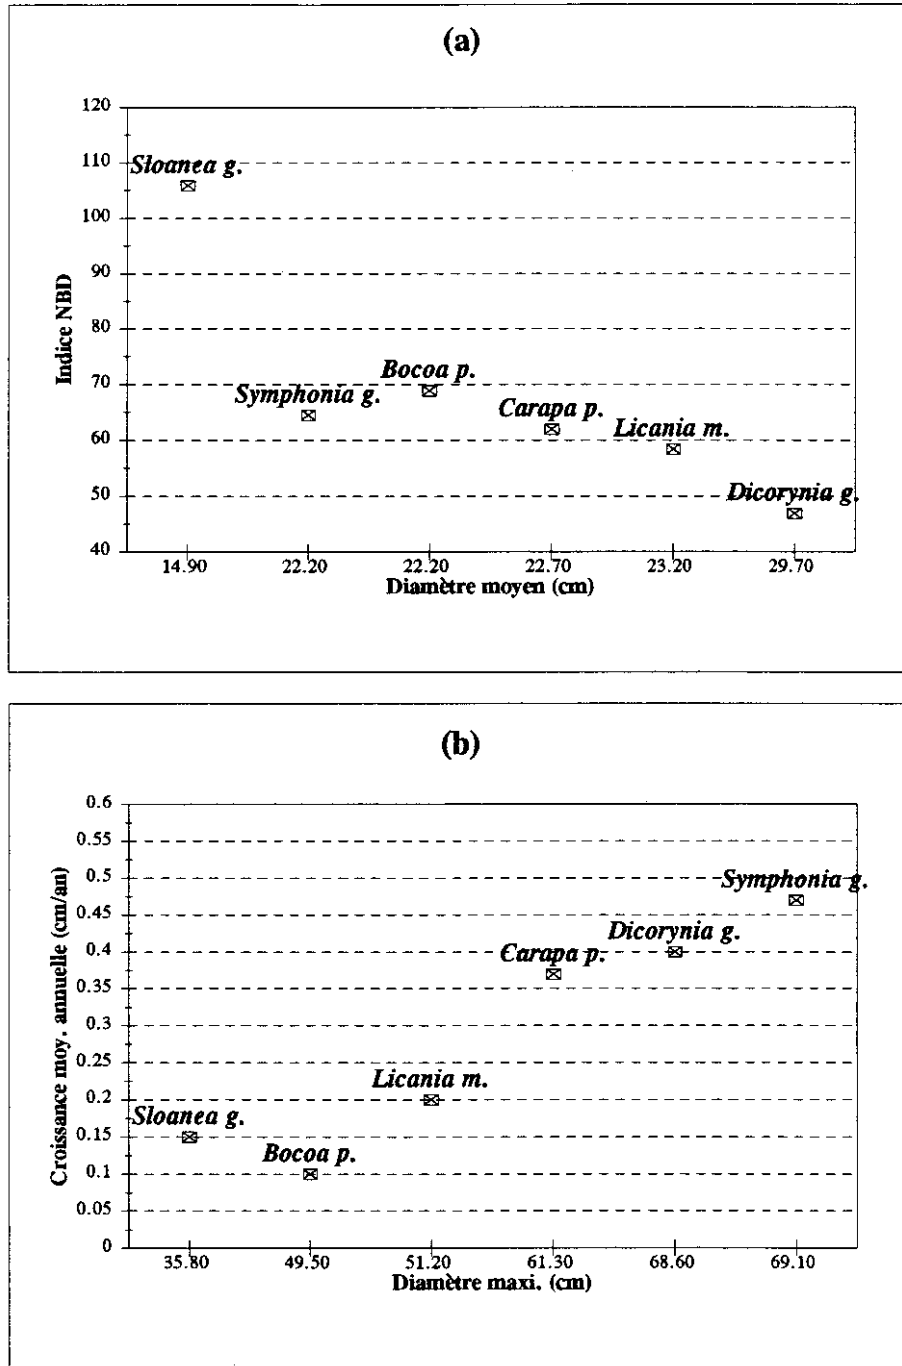 (a)
120
110
100
90
80
70
60
50
40
Indice NBD
Sloanea g.
Symphonia g.
Bocoa p.
Carapa p.
Licania m.
Dicorynia g.
14.90 22.20 22.20 22.70 23.20 29.70
Diamètre moyen (cm)
(b)
0.6
0.55
0.5
0.45
0.4
0.35
0.3
0.25
0.2
0.15
0.1
0.05
0
Croissance moy. annuelle (cm/an)
Symphonia g.
Dicorynia g.
Carapa p.
Licania m.
Sloanea g.
Bocoa p.
35.80 49.50 51.20 61.30 68.60 69.10
Diamètre maxi. (cm)